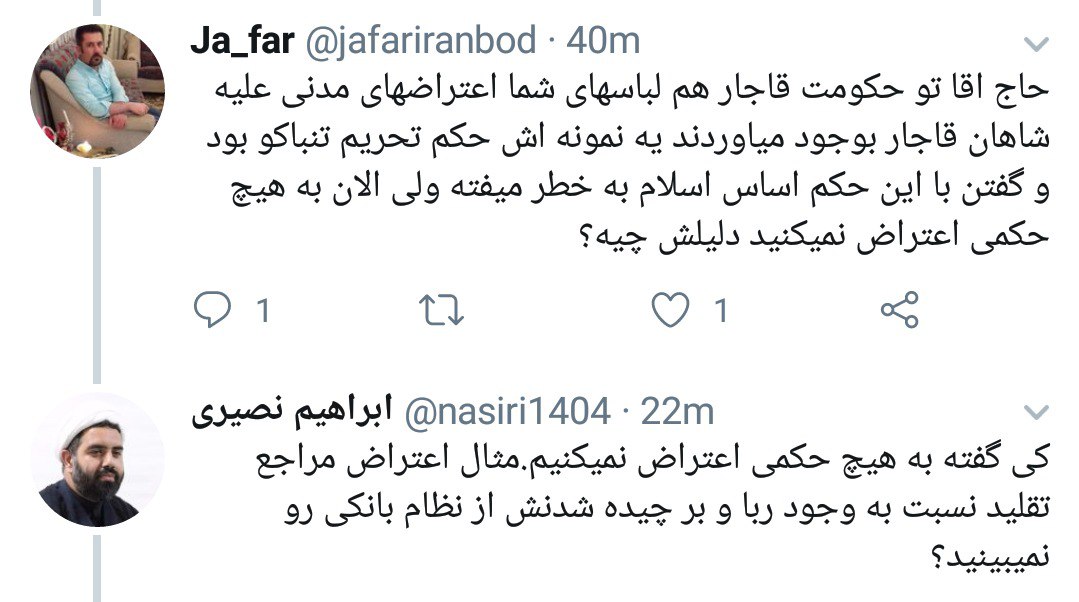 Ja_far @jafariranbod · 40m
حاج اقا تو حکومت قاجار هم لباسهای شما اعتراضهای مدنی علیه
شاهان قاجار بوجود میاوردند یه نمونه اش حکم تحریم تنباکو بود
و گفتن با این حکم اساس اسلام به خطر میفته ولی الان به هیچ
حکمی اعتراض نمیکنید دلیلش چیه؟
1 1
ابراهیم نصیری @nasiri1404 · 22m
کی گفته به هیچ حکمی اعتراض نمیکنیم.مثال اعتراض مراجع
تقلید نسبت به وجود ربا و بر چیده شدنش از نظام بانکی رو
نمیبینید؟